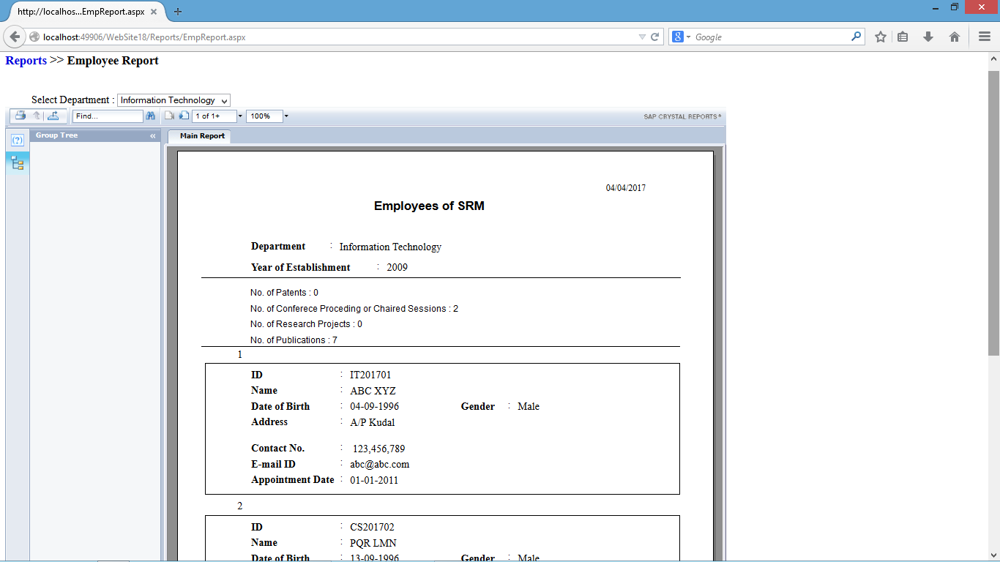 http://localhos...EmpReport.aspx
localhost:49906/WebSite18/Reports/EmpReport.aspx
Google
Reports >> Employee Report
Select Department : Information Technology
Find... 1 of 1+ 100% SAP CRYSTAL REPORTS®
Group Tree «
Main Report
04/04/2017
Employees of SRM
Department : Information Technology
Year of Establishment : 2009
No. of Patents : 0
No. of Conferece Proceding or Chaired Sessions : 2
No. of Research Projects : 0
No. of Publications : 7
1
ID : IT201701
Name : ABC XYZ
Date of Birth : 04-09-1996 Gender : Male
Address : A/P Kudal
Contact No. : 123,456,789
E-mail ID : abc@abc.com
Appointment Date : 01-01-2011
2
ID : CS201702
Name : PQR LMN
Date of Birth : 13-09-1996 Gender : Male